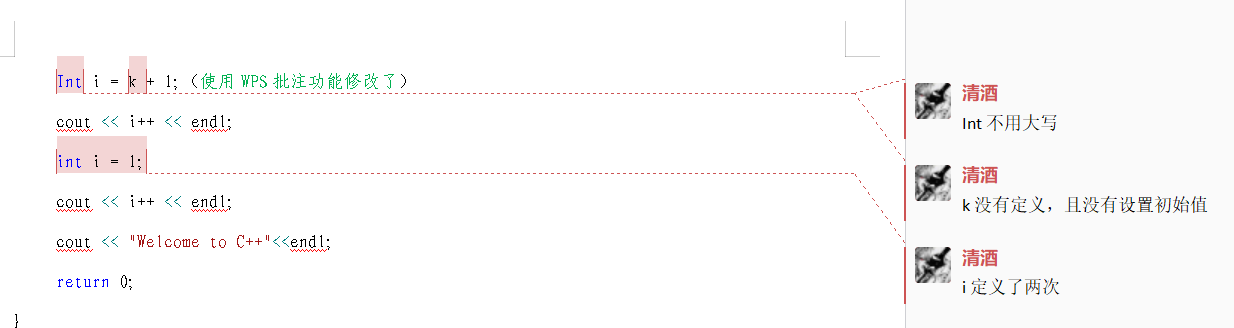 Int i = k + 1;（使用 WPS 批注功能修改了）
cout << i++ << endl;
int i = 1;
cout << i++ << endl;
cout << "Welcome to C++"<<endl;
return 0;
}
清酒
Int 不用大写
清酒
k 没有定义，且没有设置初始值
清酒
i 定义了两次